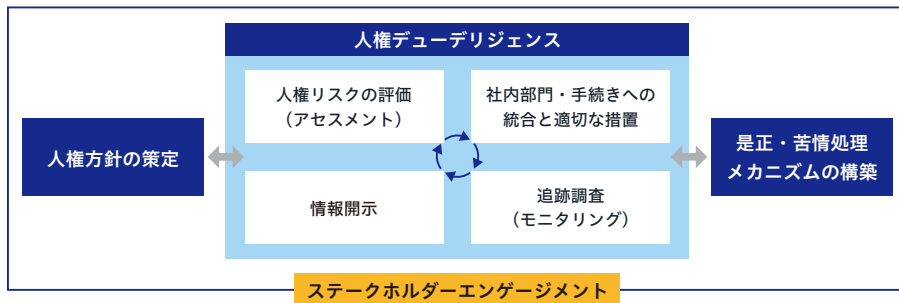 人権デューデリジェンス
人権リスクの評価
（アセスメント）
社内部門・手続きへの
統合と適切な措置
人権方針の策定
是正・苦情処理
メカニズムの構築
情報開示
追跡調査
（モニタリング）
ステークホルダーエンゲージメント